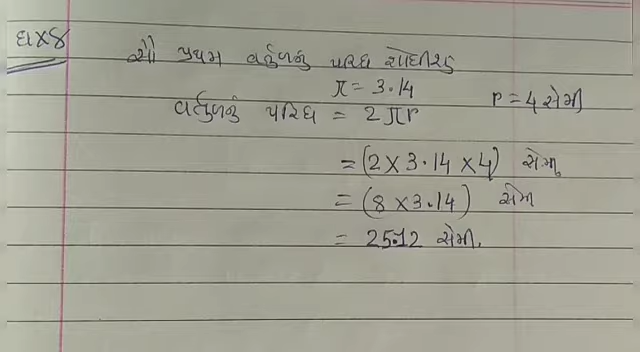 દા×૪
સૌ પ્રથમ વર્તુળનું પરિઘ શોધીશું
π = 3.14
વર્તુળનું પરિઘ = 2πr r = 4 સેમી
= (2 × 3.14 × 4) સેમી
= (8 × 3.14) સેમી
= 25.12 સેમી.